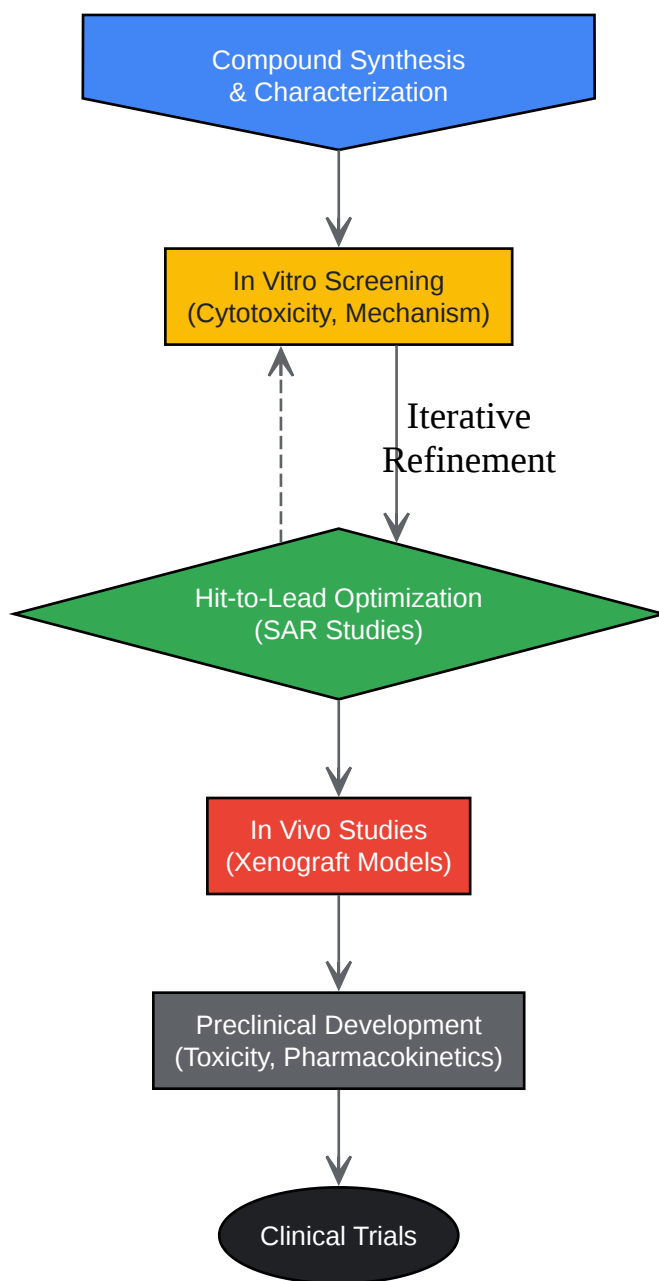 Compound Synthesis
& Characterization
In Vitro Screening
(Cytotoxicity, Mechanism)
Iterative
Refinement
Hit-to-Lead Optimization
(SAR Studies)
In Vivo Studies
(Xenograft Models)
Preclinical Development
(Toxicity, Pharmacokinetics)
Clinical Trials